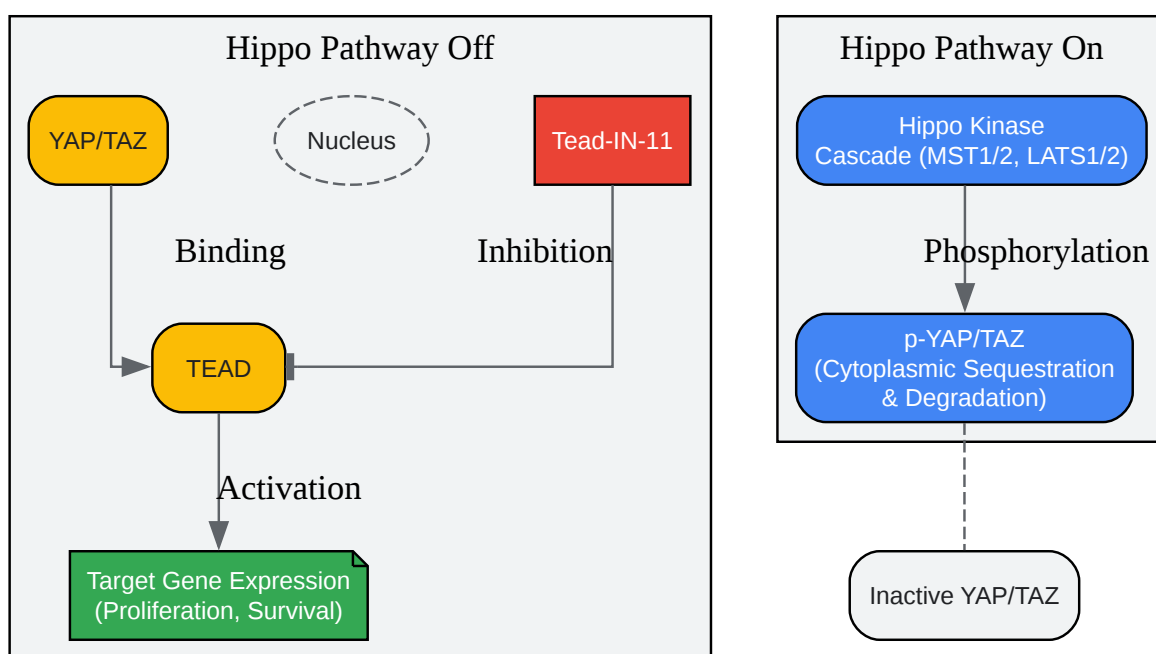 Hippo Pathway Off
YAP/TAZ
Nucleus
Tead-IN-11
Binding
Inhibition
TEAD
Activation
Target Gene Expression
(Proliferation, Survival)
Hippo Pathway On
Hippo Kinase
Cascade (MST1/2, LATS1/2)
Phosphorylation
p-YAP/TAZ
(Cytoplasmic Sequestration
& Degradation)
Inactive YAP/TAZ